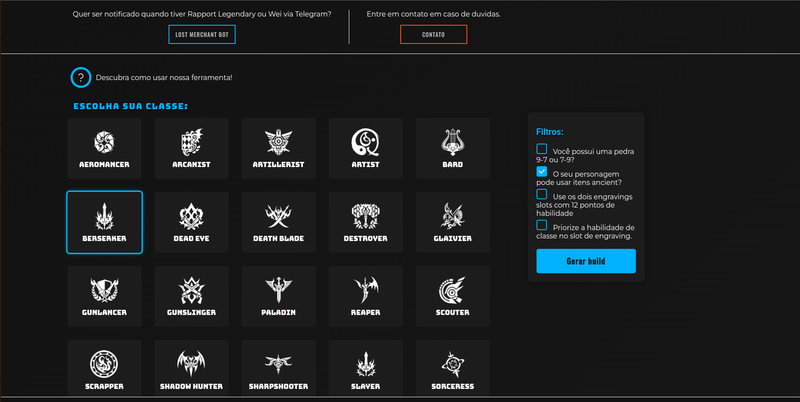 Quer ser notificado quando tiver Rapport Legendary ou Wei via Telegram?
LOST MERCHANT BOT
Entre em contato em caso de duvidas.
CONTATO
? Descubra como usar nossa ferramenta!
ESCOLHA SUA CLASSE:
AEROMANCER
ARCANIST
ARTILLERIST
ARTIST
BARD
BERSERKER
DEAD EYE
DEATH BLADE
DESTROYER
GLAIVIER
GUNLANCER
GUNSLINGER
PALADIN
REAPER
SCOUTER
SCRAPPER
SHADOW HUNTER
SHARPSHOOTER
SLAYER
SORCERESS
Filtros:
Você possui uma pedra
9-7 ou 7-9?
O seu personagem
pode usar itens ancient?
Use os dois engravings
slots com 12 pontos de
habilidade
Priorize a habilidade de
classe no slot de engraving.
Gerar build